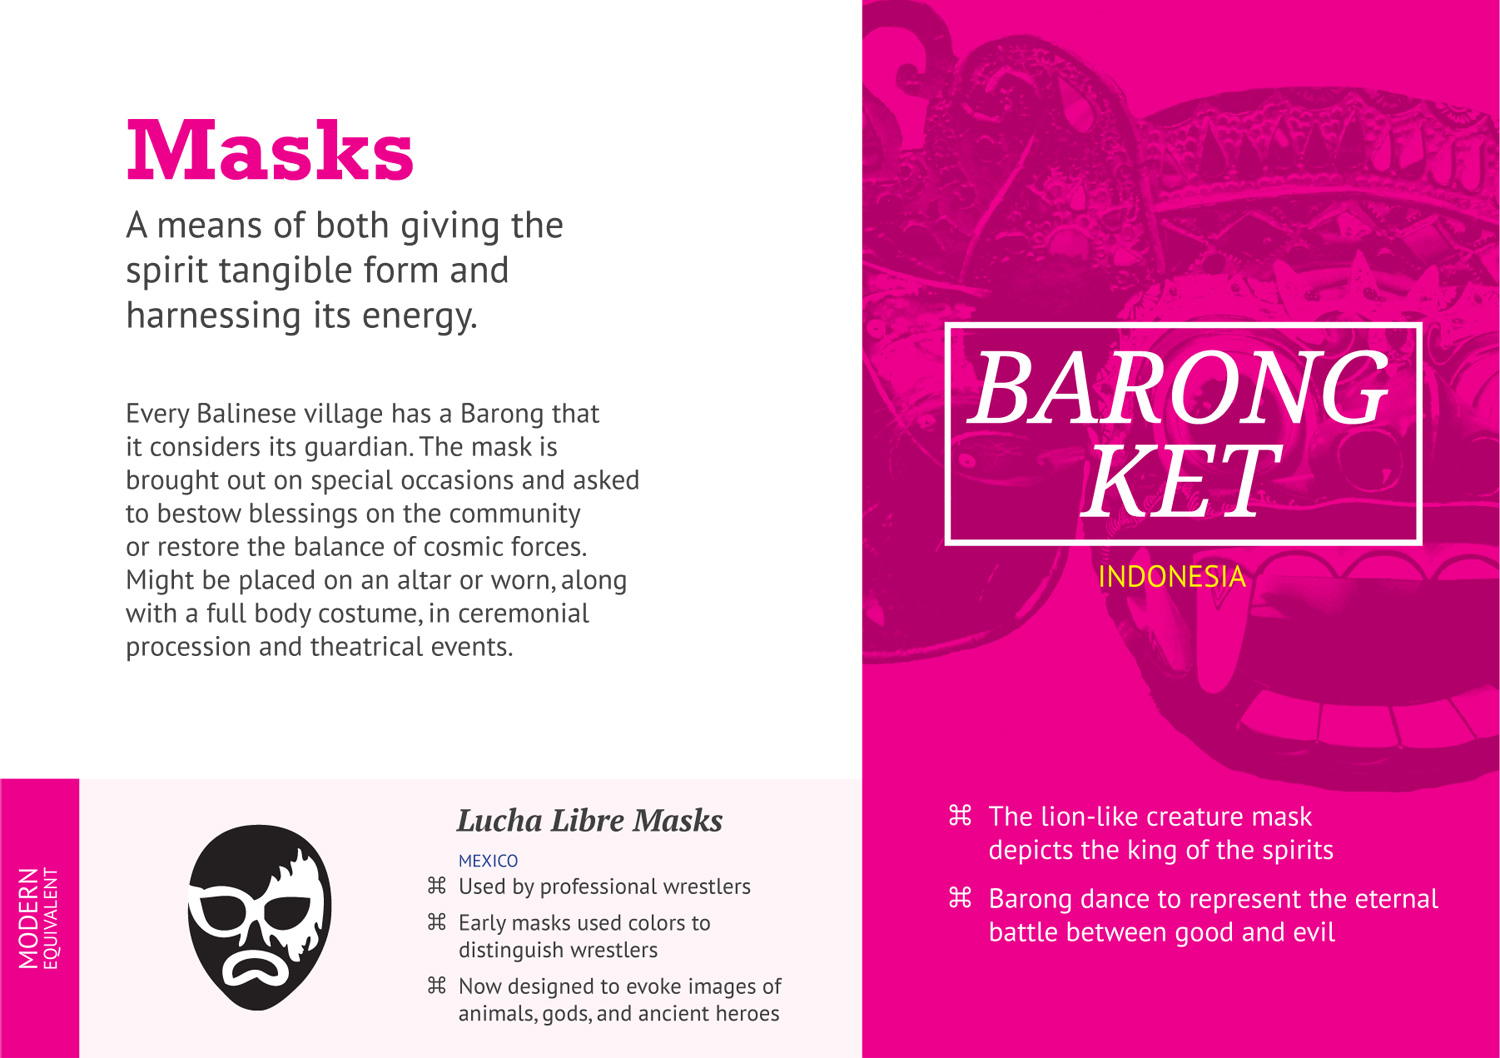 Masks
A means of both giving the
spirit tangible form and
harnessing its energy.
Every Balinese village has a Barong that
it considers its guardian. The mask is
brought out on special occasions and asked
to bestow blessings on the community
or restore the balance of cosmic forces.
Might be placed on an altar or worn, along
with a full body costume, in ceremonial
procession and theatrical events.
MODERN
EQUIVALENT
Lucha Libre Masks
MEXICO
⌘ Used by professional wrestlers
⌘ Early masks used colors to
distinguish wrestlers
⌘ Now designed to evoke images of
animals, gods, and ancient heroes
BARONG
KET
INDONESIA
⌘ The lion-like creature mask
depicts the king of the spirits
⌘ Barong dance to represent the eternal
battle between good and evil